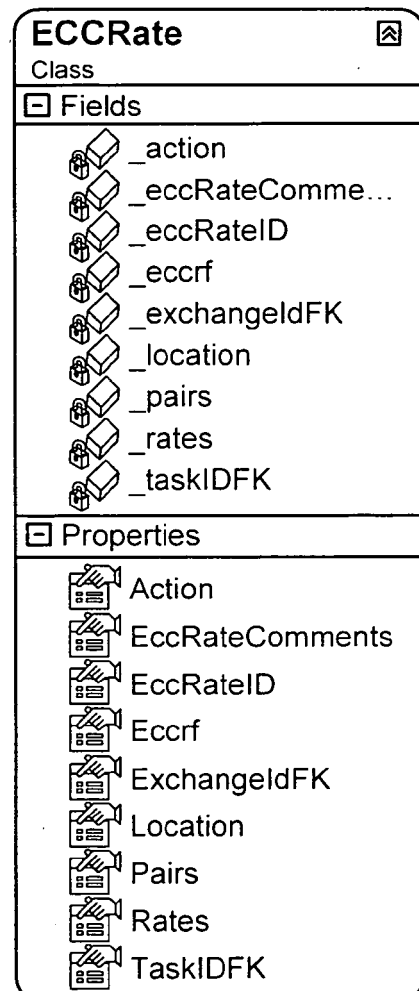 ECCRate
Class
Fields
_action
_eccRateComme...
_eccRateID
_eccrf
_exchangeIdFK
_location
_pairs
_rates
_taskIDFK
Properties
Action
EccRateComments
EccRateID
Eccrf
ExchangeIdFK
Location
Pairs
Rates
TaskIDFK